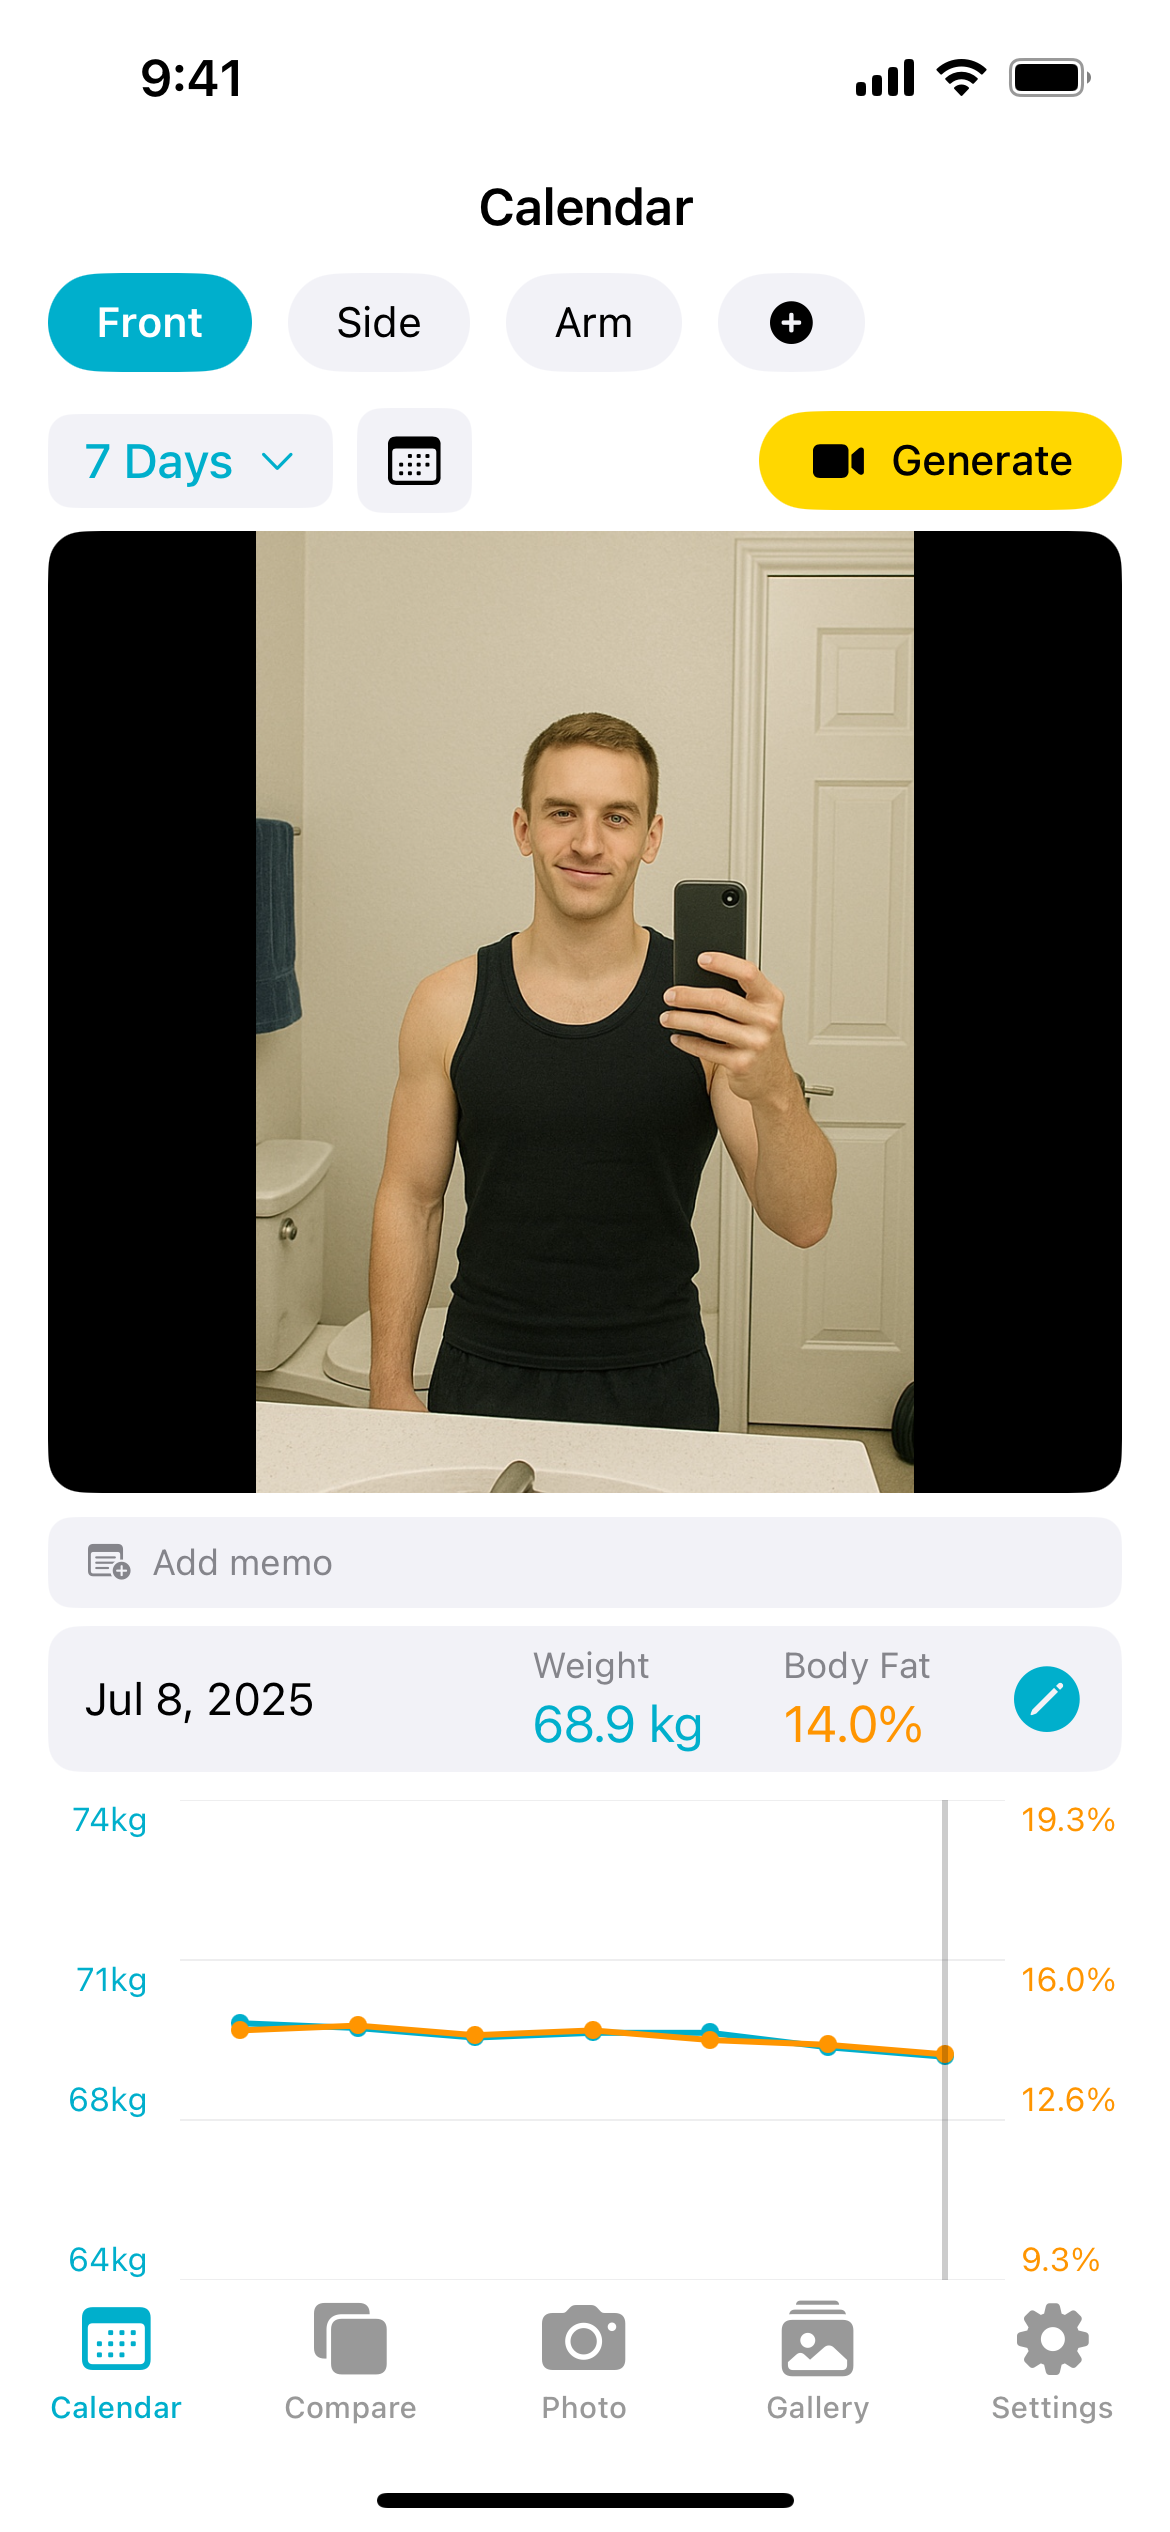 9:41
Calendar
Front Side Arm
7 Days Generate
Add memo
Jul 8, 2025 Weight 68.9 kg Body Fat 14.0%
74kg 19.3%
71kg 16.0%
68kg 12.6%
64kg 9.3%
Calendar Compare Photo Gallery Settings